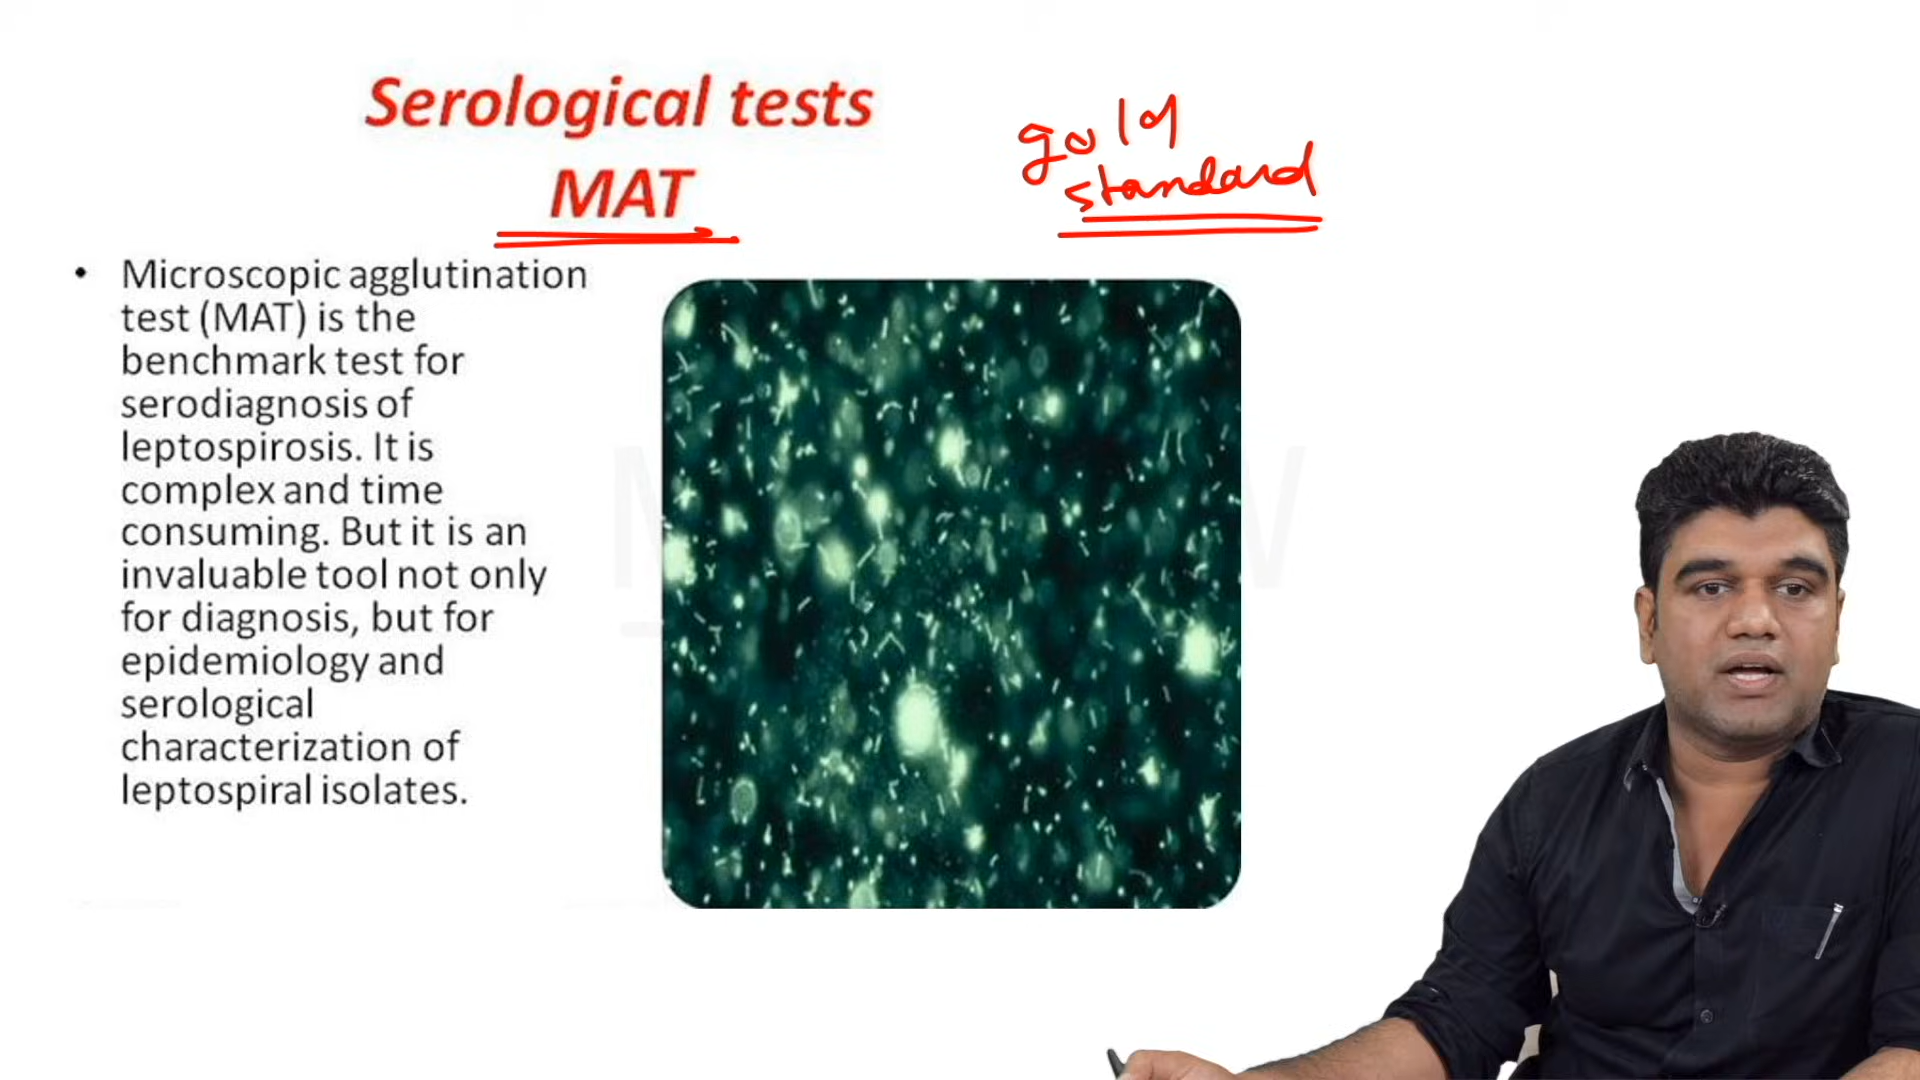 Serological tests
MAT
gold
standard
• Microscopic agglutination
test (MAT) is the
benchmark test for
serodiagnosis of
leptospirosis. It is
complex and time
consuming. But it is an
invaluable tool not only
for diagnosis, but for
epidemiology and
serological
characterization of
leptospiral isolates.